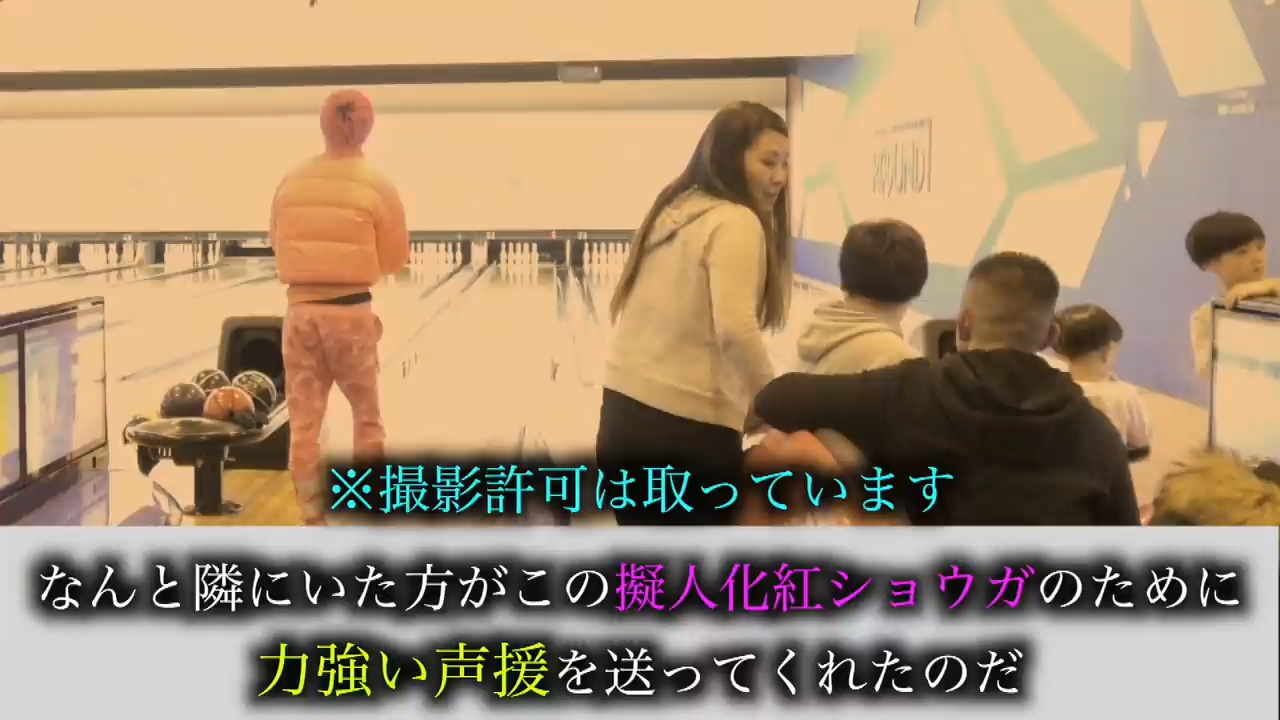 ※撮影許可は取っています
なんと隣にいた方がこの擬人化紅ショウガのために
力強い声援を送ってくれたのだ